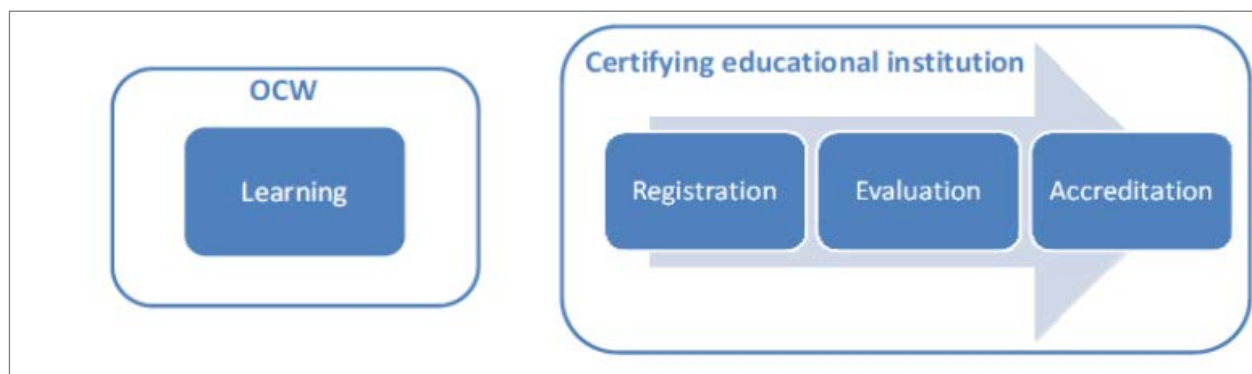 OCW
Learning
Certifying educational institution
Registration
Evaluation
Accreditation